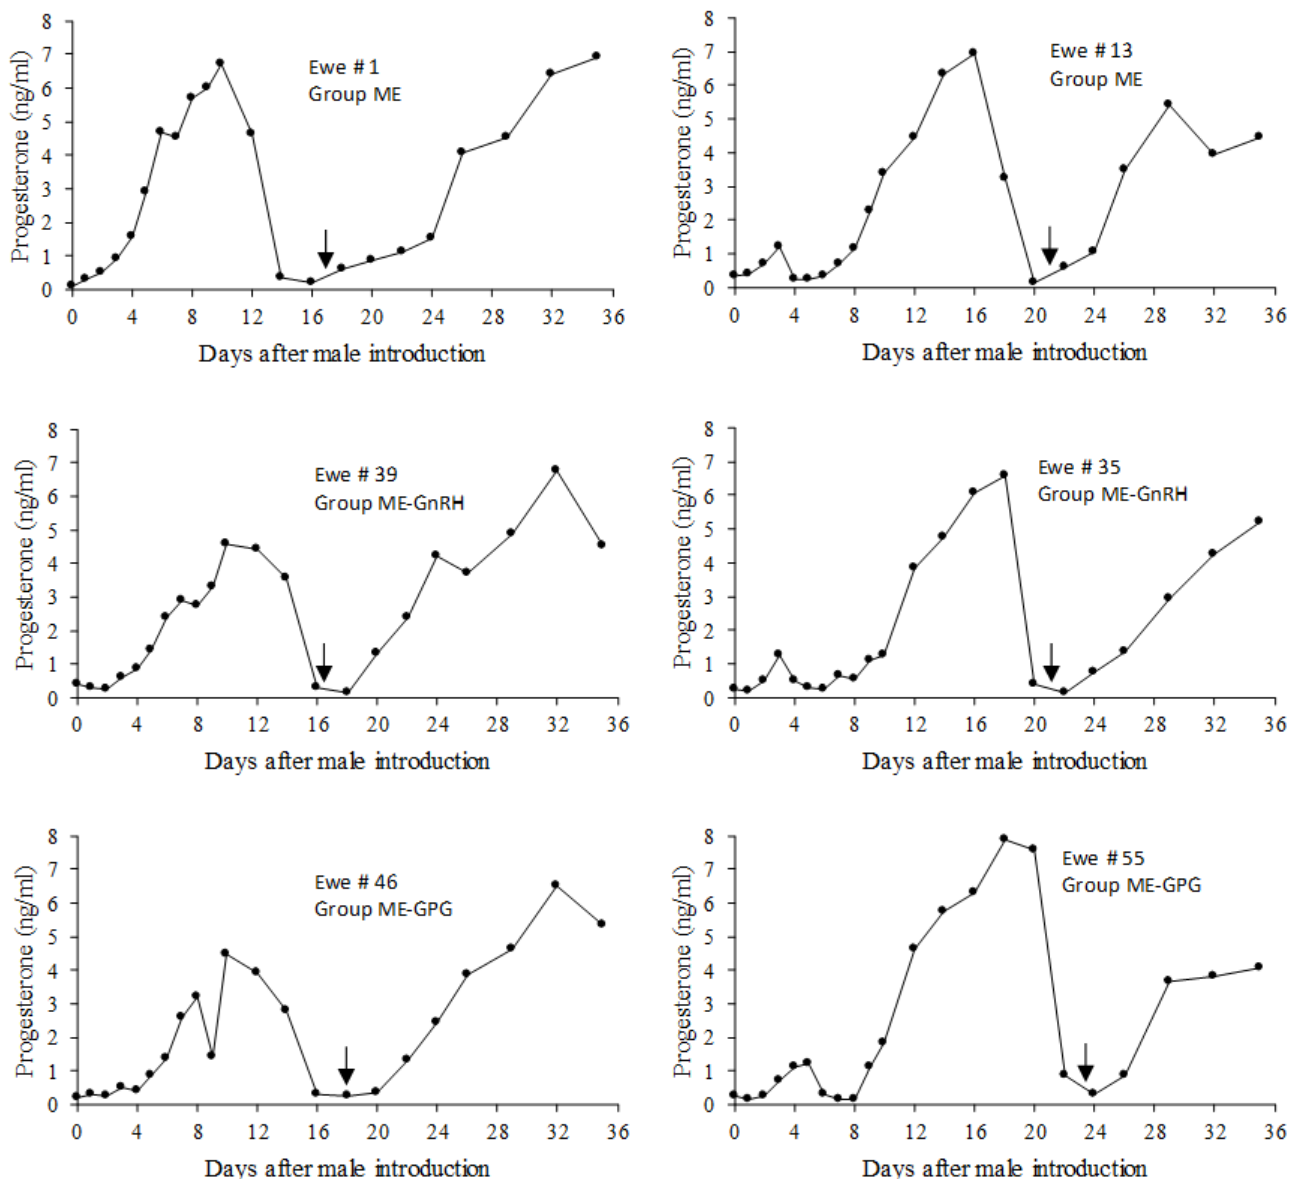 Progesterone (ng/ml)
8
7
6
5
4
3
2
1
0
Ewe # 1
Group ME
0 4 8 12 16 20 24 28 32 36
Days after male introduction
Progesterone (ng/ml)
8
7
6
5
4
3
2
1
0
Ewe # 13
Group ME
0 4 8 12 16 20 24 28 32 36
Days after male introduction
Progesterone (ng/ml)
8
7
6
5
4
3
2
1
0
Ewe # 39
Group ME-GnRH
0 4 8 12 16 20 24 28 32 36
Days after male introduction
Progesterone (ng/ml)
8
7
6
5
4
3
2
1
0
Ewe # 35
Group ME-GnRH
0 4 8 12 16 20 24 28 32 36
Days after male introduction
Progesterone (ng/ml)
8
7
6
5
4
3
2
1
0
Ewe # 46
Group ME-GPG
0 4 8 12 16 20 24 28 32 36
Days after male introduction
Progesterone (ng/ml)
8
7
6
5
4
3
2
1
0
Ewe # 55
Group ME-GPG
0 4 8 12 16 20 24 28 32 36
Days after male introduction